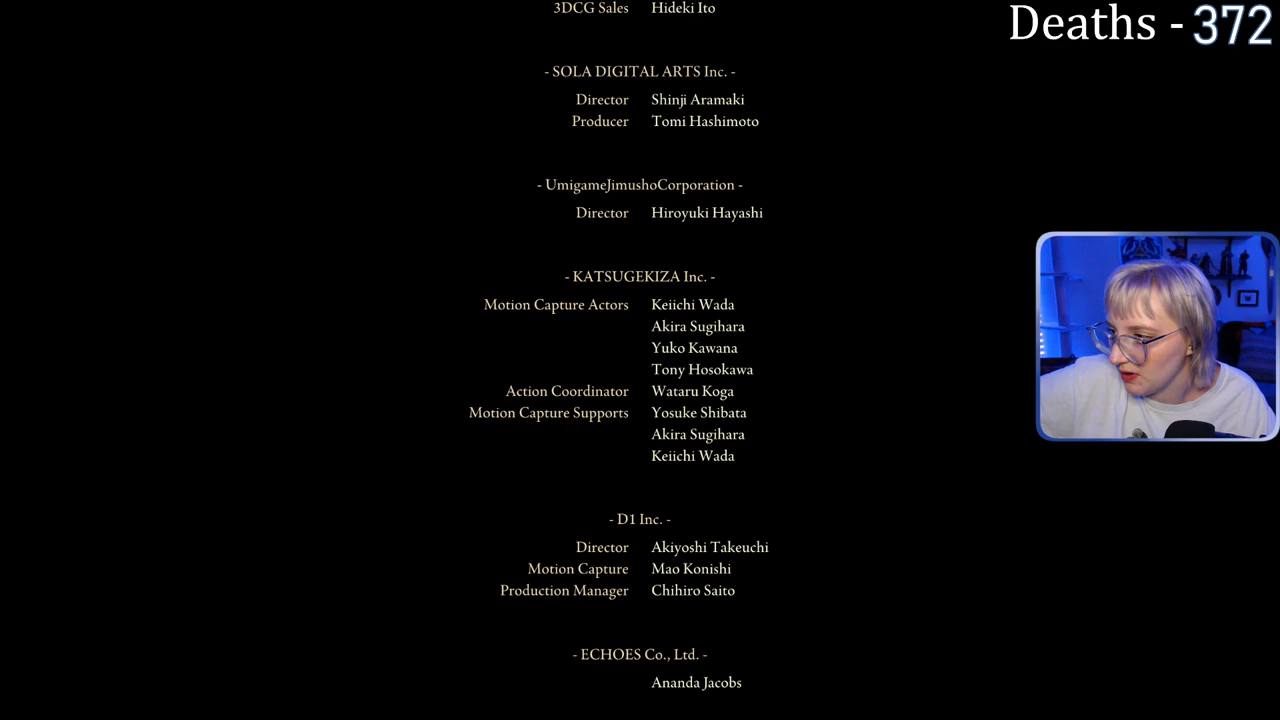 3DCG Sales Hideki Ito
Deaths - 372
- SOLA DIGITAL ARTS Inc. -
Director Shinji Aramaki
Producer Tomi Hashimoto
- UmigameJimushoCorporation -
Director Hiroyuki Hayashi
- KATSUGEKIZA Inc. -
Motion Capture Actors Keiichi Wada
Akira Sugihara
Yuko Kawana
Tony Hosokawa
Action Coordinator Wataru Koga
Motion Capture Supports Yosuke Shibata
Akira Sugihara
Keiichi Wada
- D1 Inc. -
Director Akiyoshi Takeuchi
Motion Capture Mao Konishi
Production Manager Chihiro Saito
- ECHOES Co., Ltd. -
Ananda Jacobs